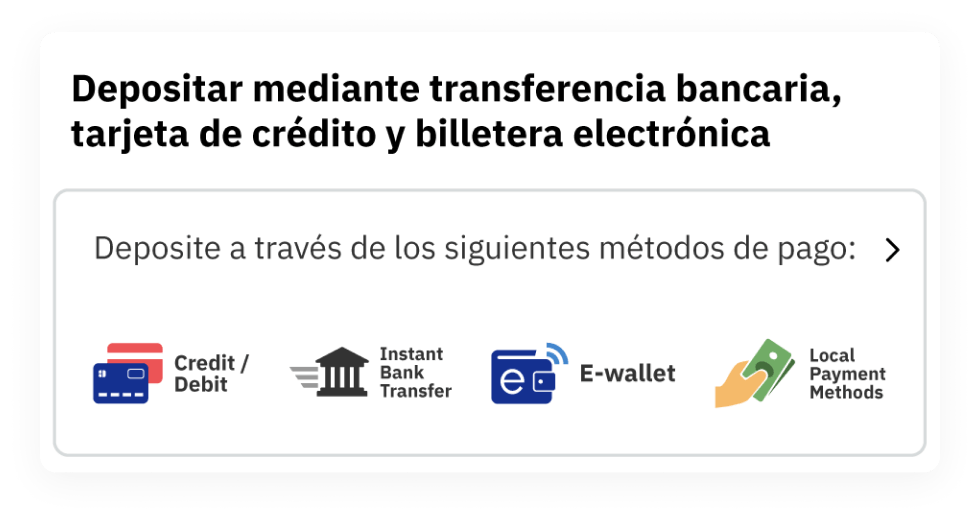 Depositar mediante transferencia bancaria,
tarjeta de crédito y billetera electrónica
Deposite a través de los siguientes métodos de pago:
Credit /
Debit
Instant
Bank
Transfer
e
E-wallet
Local
Payment
Methods